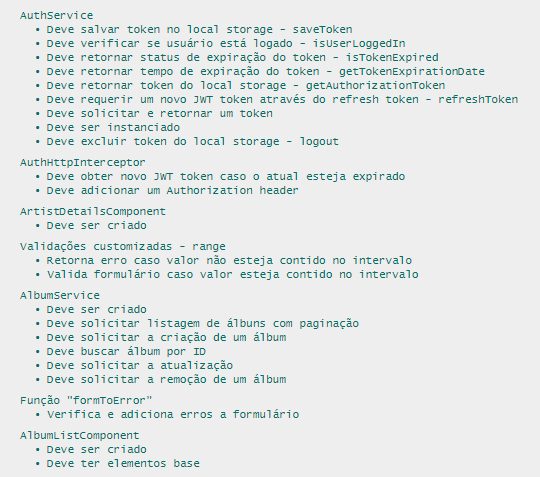 AuthService
• Deve salvar token no local storage - saveToken
• Deve verificar se usuário está logado - isUserLoggedIn
• Deve retornar status de expiração do token - isTokenExpired
• Deve retornar tempo de expiração do token - getTokenExpirationDate
• Deve retornar token do local storage - getAuthorizationToken
• Deve requerir um novo JWT token através do refresh token - refreshToken
• Deve solicitar e retornar um token
• Deve ser instanciado
• Deve excluir token do local storage - logout
AuthHttpInterceptor
• Deve obter novo JWT token caso o atual esteja expirado
• Deve adicionar um Authorization header
ArtistDetailsComponent
• Deve ser criado
Validações customizadas - range
• Retorna erro caso valor não esteja contido no intervalo
• Valida formulário caso valor esteja contido no intervalo
AlbumService
• Deve ser criado
• Deve solicitar listagem de álbuns com paginação
• Deve solicitar a criação de um álbum
• Deve buscar álbum por ID
• Deve solicitar a atualização
• Deve solicitar a remoção de um álbum
Função "formToError"
• Verifica e adiciona erros a formulário
AlbumListComponent
• Deve ser criado
• Deve ter elementos base